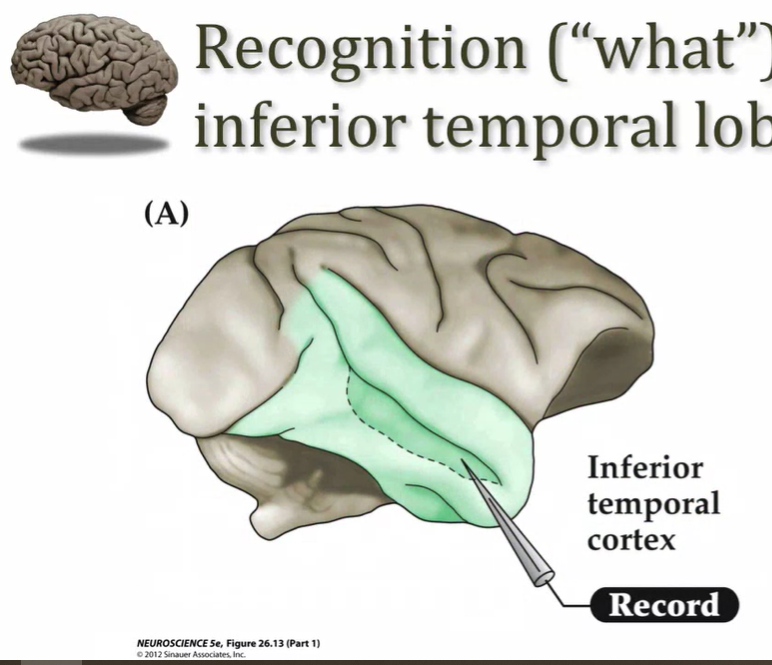 Recognition (“what”)
inferior temporal lob
(A)
Inferior
temporal
cortex
Record
NEUROSCIENCE 5e, Figure 26.13 (Part 1)
© 2012 Sinauer Associates, Inc.